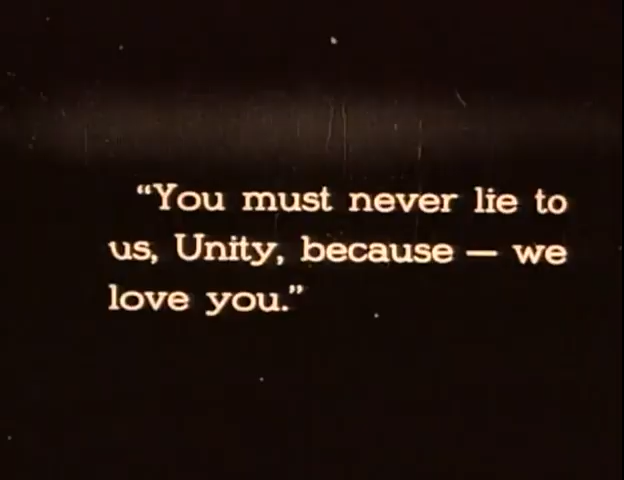 “You must never lie to
us, Unity, because — we
love you.”